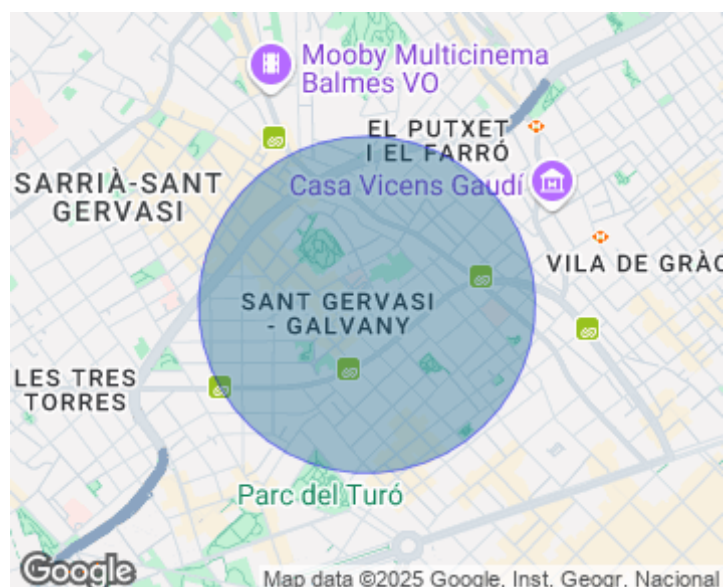 Mooby Multicinema
Balmes VO
EL PUTXET
I EL FARRÓ
SARRIÀ-SANT
GERVASI
Casa Vicens Gaudí
VILA DE GRÀC
SANT GERVASI
- GALVANY
LES TRES
TORRES
Parc del Turó
Google
Map data ©2025 Google, Inst. Geogr. Nacional